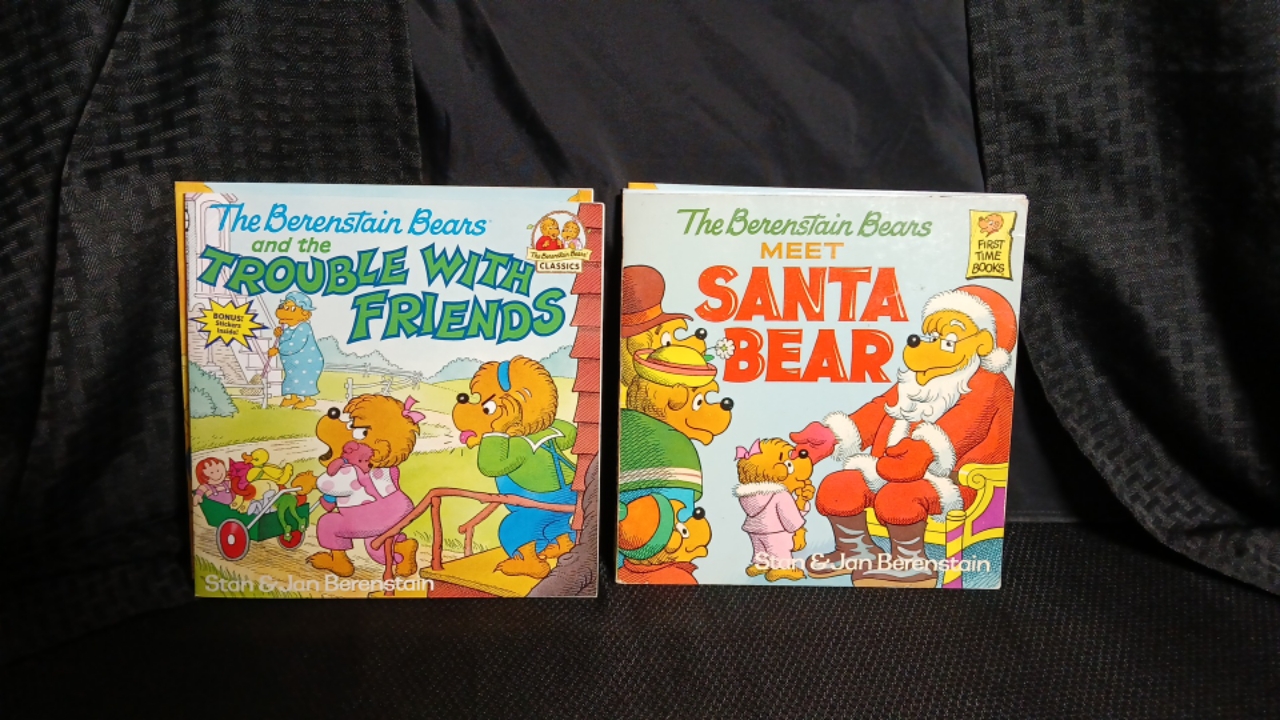 The Berenstain Bears
and the
TROUBLE WITH
FRIENDS
The Berenstain Bears
CLASSICS
BONUS!
Stickers
Inside!
Stan & Jan Berenstain
The Berenstain Bears
MEET
SANTA
BEAR
FIRST
TIME
BOOKS
Stan & Jan Berenstain